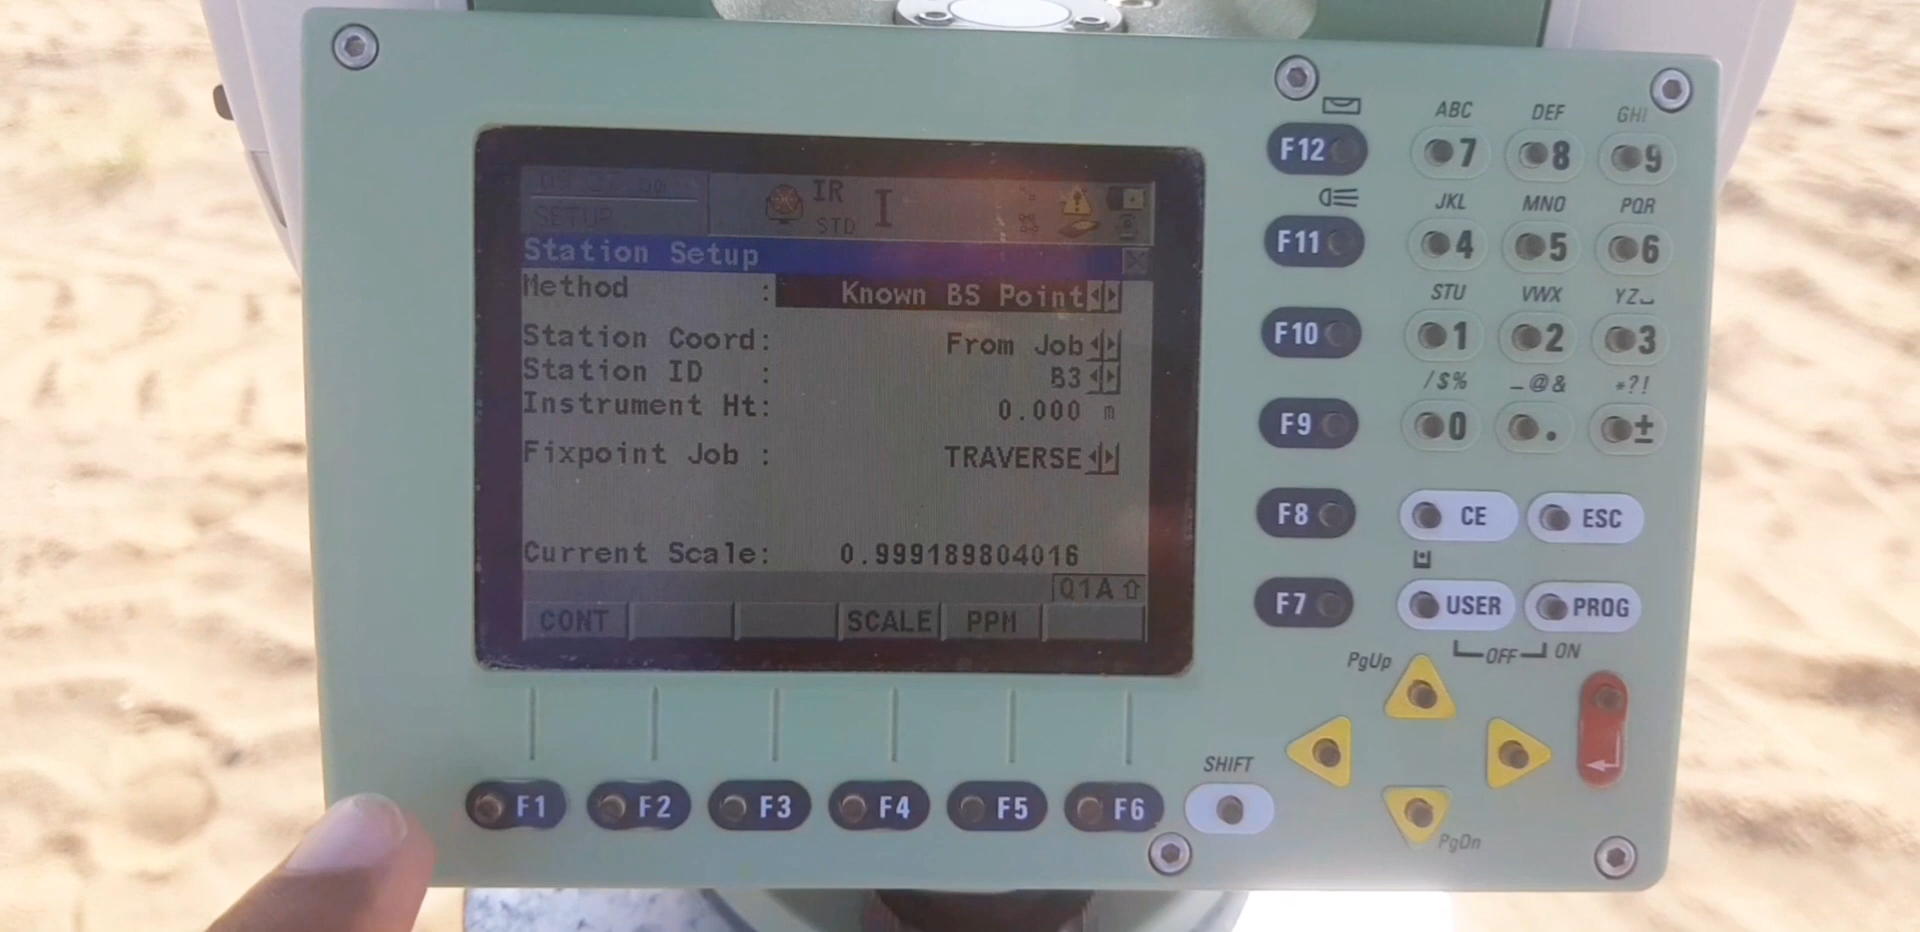 SETUP
IR
STD
I
Station Setup
Method : Known BS Point
Station Coord: From Job
Station ID : B3
Instrument Ht: 0.000 m
Fixpoint Job : TRAVERSE
Current Scale: 0.999189804016
Q1A
CONT SCALE PPM
F1 F2 F3 F4 F5 F6 SHIFT
F12
F11
F10
F9
F8
F7
ABC DEF GHI
7 8 9
JKL MNO PQR
4 5 6
STU VWX YZ
1 2 3
/$% _@& *?!
0 . ±
CE ESC
USER PROG
OFF ON
PgUp
PgDn